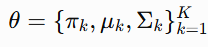 θ = {π_k, μ_k, Σ_k}_{k=1}^K